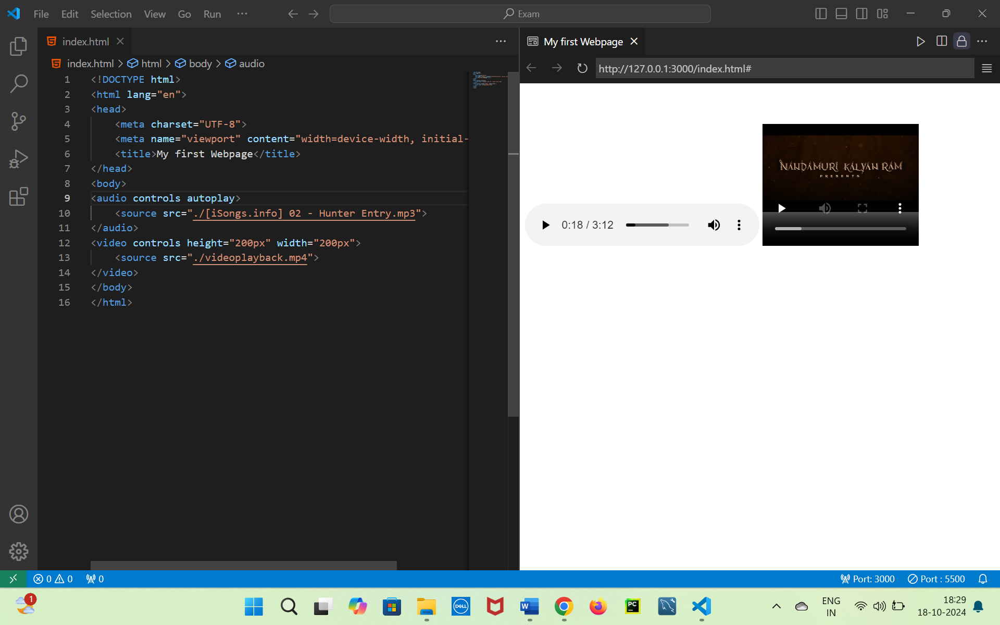 File Edit Selection View Go Run ··· Exam
index.html
index.html > html > body > audio
1 <!DOCTYPE html>
2 <html lang="en">
3 <head>
4 <meta charset="UTF-8">
5 <meta name="viewport" content="width=device-width, initial-
6 <title>My first Webpage</title>
7 </head>
8 <body>
9 <audio controls autoplay>
10 <source src="./[iSongs.info] 02 - Hunter Entry.mp3">
11 </audio>
12 <video controls height="200px" width="200px">
13 <source src="./videoplayback.mp4">
14 </video>
15 </body>
16 </html>
My first Webpage
http://127.0.0.1:3000/index.html#
NANDAMURI KALYAN RAM
PRESENTS
0:18 / 3:12
0 0 0 Port: 3000 Port : 5500
1
DELL
W
PC
ENG
IN
18:29
18-10-2024